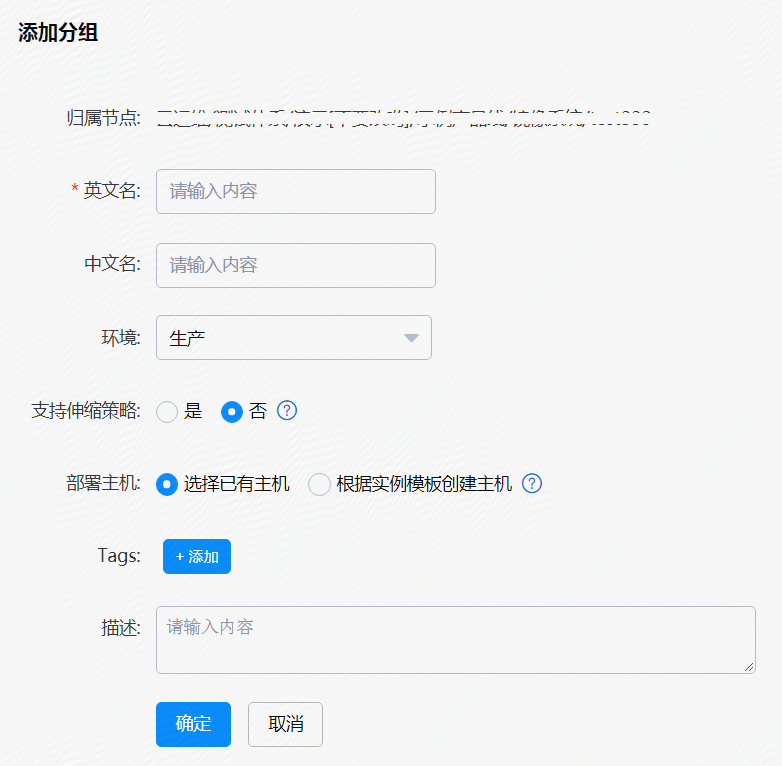 添加分组
归属节点:
* 英文名: 请输入内容
中文名: 请输入内容
环境: 生产
支持伸缩策略: 是 否 ?
部署主机: 选择已有主机 根据实例模板创建主机 ?
Tags: + 添加
描述: 请输入内容
确定 取消